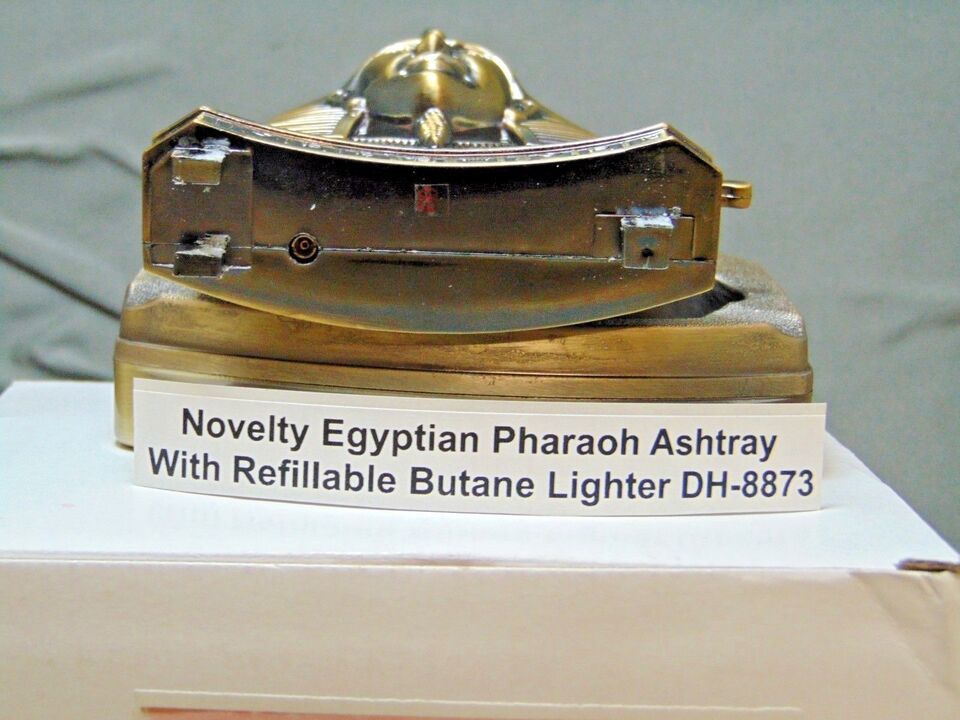 Novelty Egyptian Pharaoh Ashtray
With Refillable Butane Lighter DH-8873